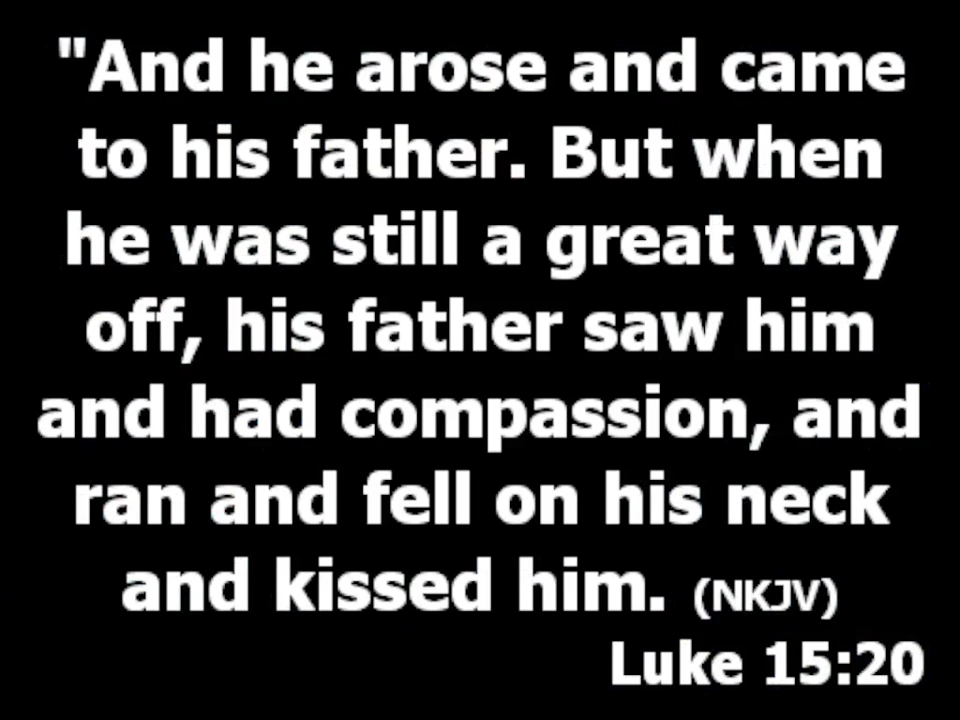 "And he arose and came
to his father. But when
he was still a great way
off, his father saw him
and had compassion, and
ran and fell on his neck
and kissed him. (NKJV)
Luke 15:20